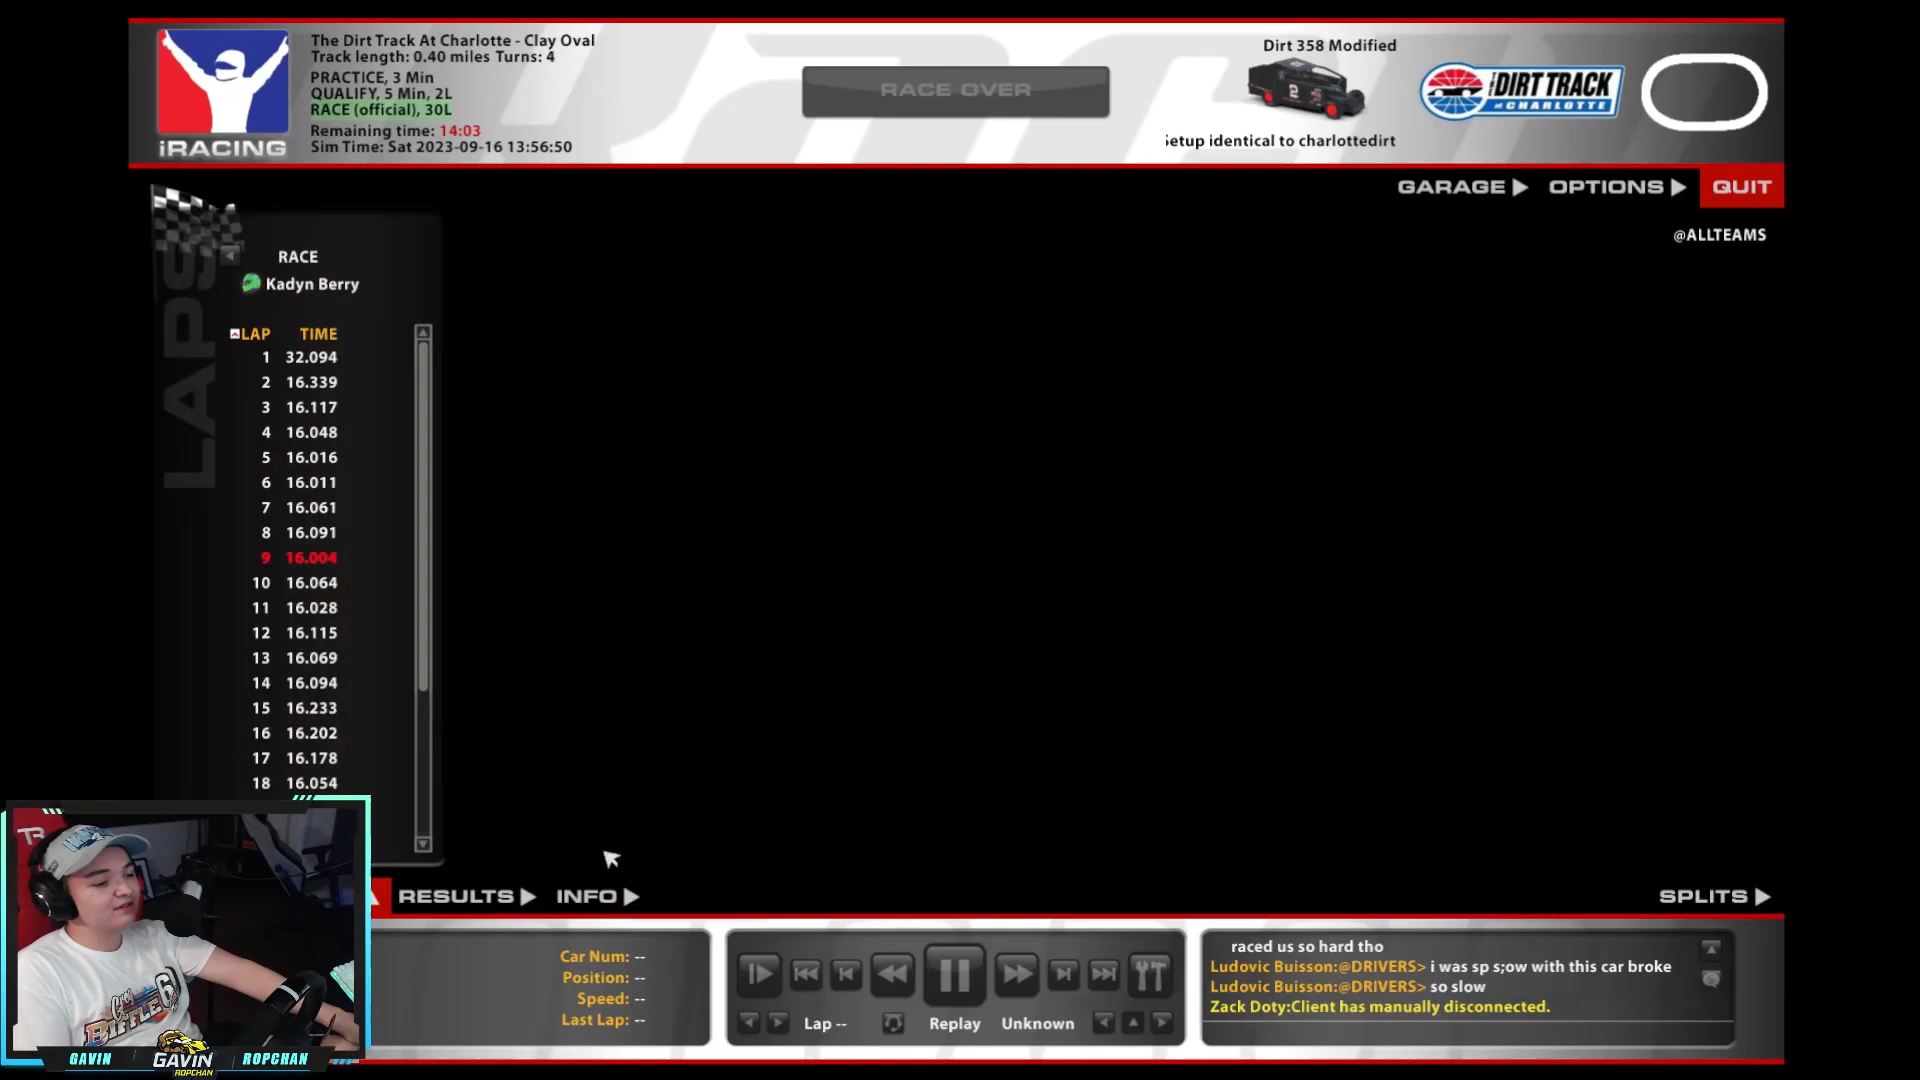 The Dirt Track At Charlotte - Clay Oval
Track length: 0.40 miles Turns: 4
PRACTICE, 3 Min
QUALIFY, 5 Min, 2L
RACE (official), 30L
Remaining time: 14:03
Sim Time: Sat 2023-09-16 13:56:50
iRACING
RACE OVER
Dirt 358 Modified
2
Setup identical to charlottedirt
DIRT TRACK
CHARLOTTE
GARAGE
OPTIONS
QUIT
@ALLTEAMS
LAPS
RACE
Kadyn Berry
LAP TIME
1 32.094
2 16.339
3 16.117
4 16.048
5 16.016
6 16.011
7 16.061
8 16.091
9 16.004
10 16.064
11 16.028
12 16.115
13 16.069
14 16.094
15 16.233
16 16.202
17 16.178
18 16.054
RESULTS
INFO
SPLITS
Car Num: --
Position: --
Speed: --
Last Lap: --
Lap --
Replay
Unknown
raced us so hard tho
Ludovic Buisson:@DRIVERS> i was sp s;ow with this car broke
Ludovic Buisson:@DRIVERS> so slow
Zack Doty:Client has manually disconnected.
BIFFLE
GAVIN
GAVIN
ROPCHAN
ROPCHAN